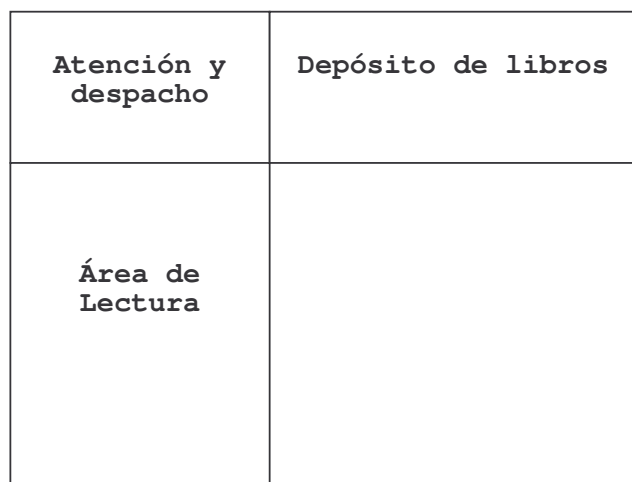 Atención y
despacho
Depósito de libros
Área de
Lectura